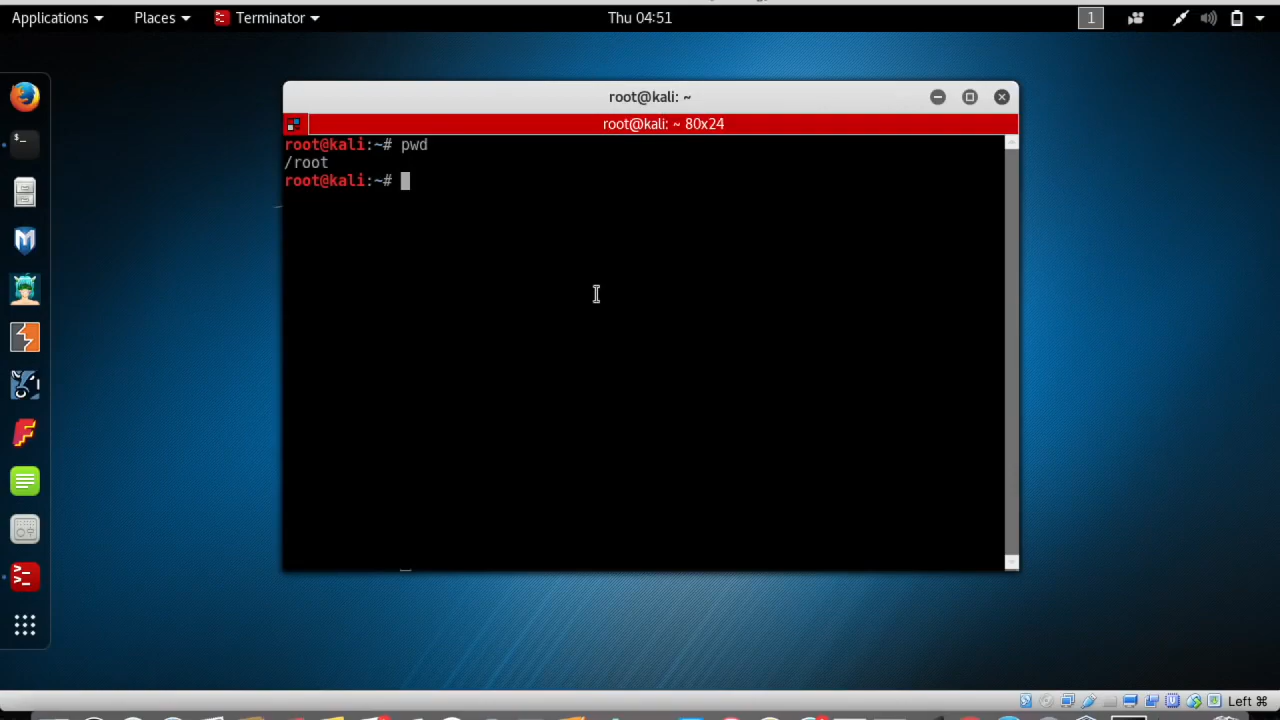 Applications Places Terminator Thu 04:51 1
root@kali: ~
root@kali: ~ 80x24
root@kali:~# pwd
/root
root@kali:~#
Left ⌘